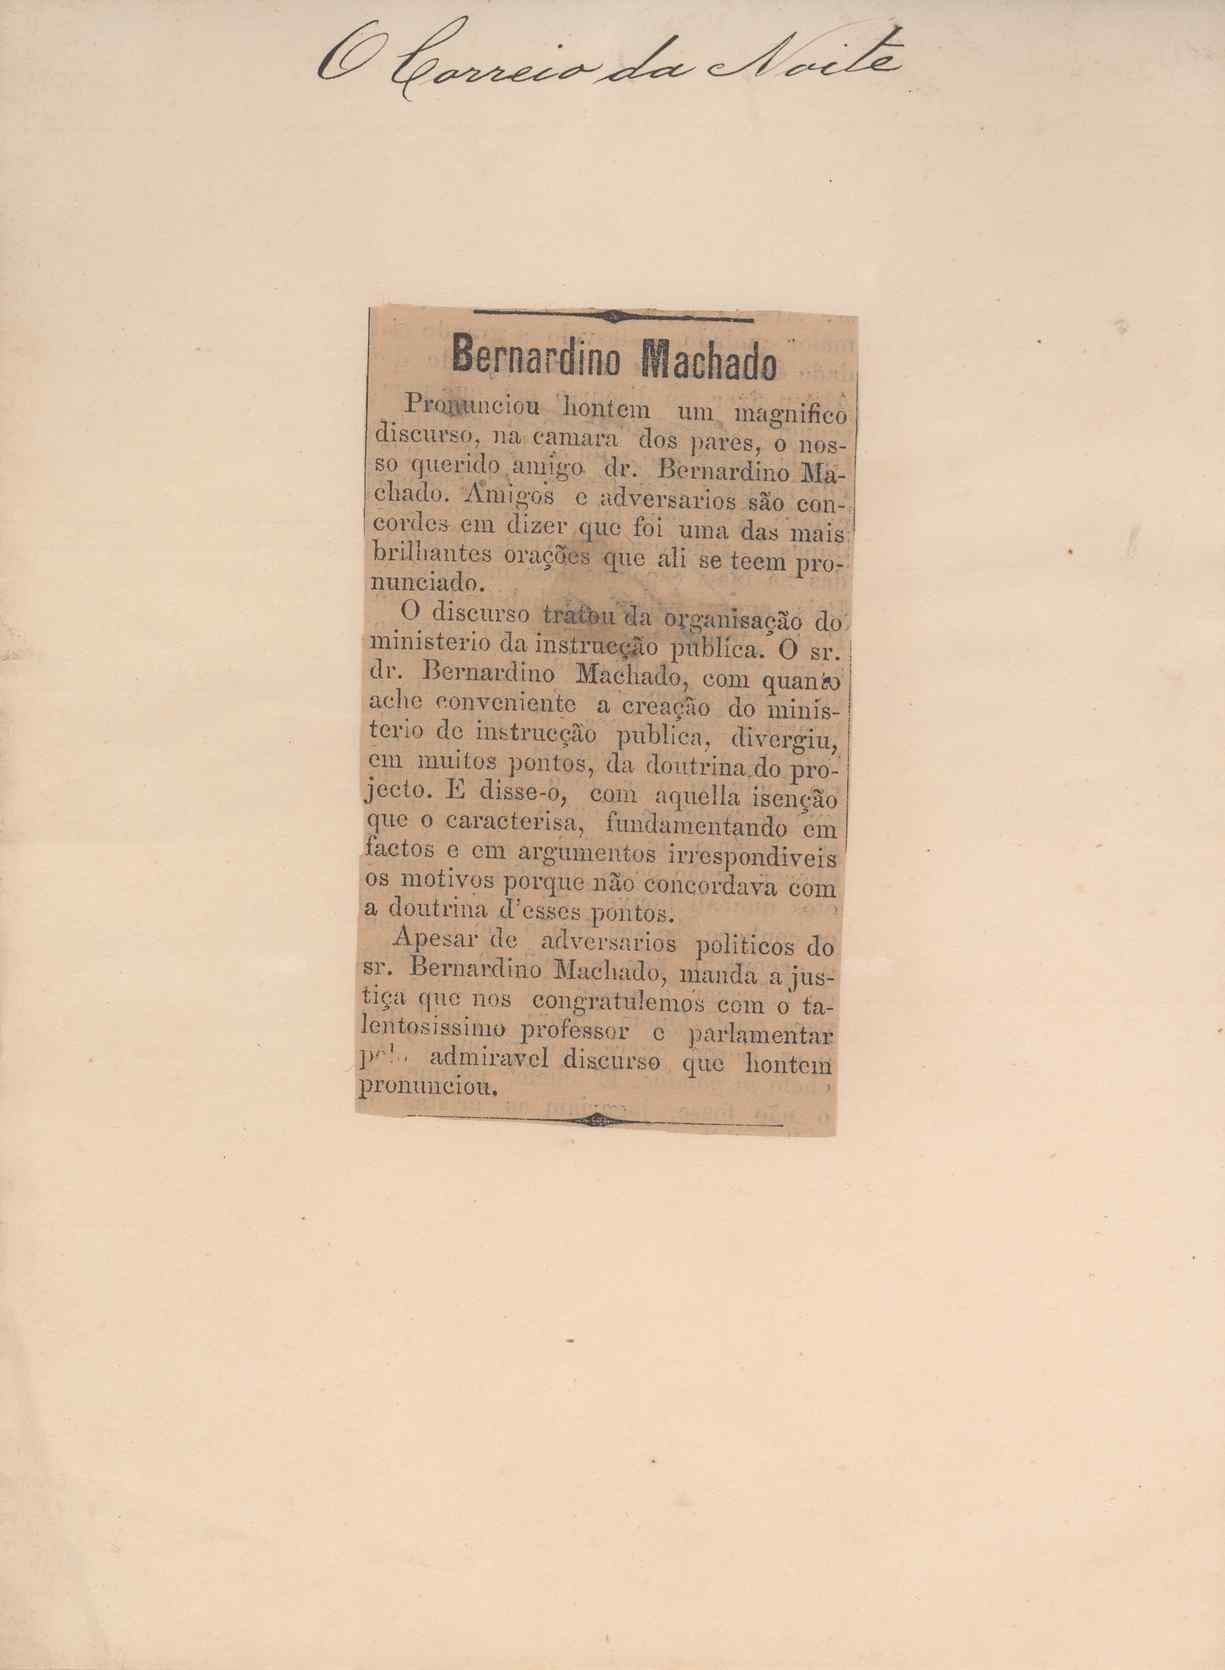 O Correio da Noite
Bernardino Machado
Pronunciou hontem um magnifico
discurso, na camara dos pares, o nos-
so querido amigo dr. Bernardino Ma-
chado. Amigos e adversarios são con-
cordes em dizer que foi uma das mais
brilhantes orações que ali se teem pro-
nunciado.
O discurso tratou da organisação do
ministerio da instrucção publica. O sr.
dr. Bernardino Machado, com quanto
ache conveniente a creação do minis-
terio de instrucção publica, divergiu,
em muitos pontos, da doutrina do pro-
jecto. E disse-o, com aquella isenção
que o caracterisa, fundamentando em
factos e em argumentos irrespondiveis
os motivos porque não concordava com
a doutrina d'esses pontos.
Apesar de adversarios politicos do
sr. Bernardino Machado, manda a jus-
tiça que nos congratulemos com o ta-
lentosissimo professor e parlamentar
pelo admiravel discurso que hontem
pronunciou.